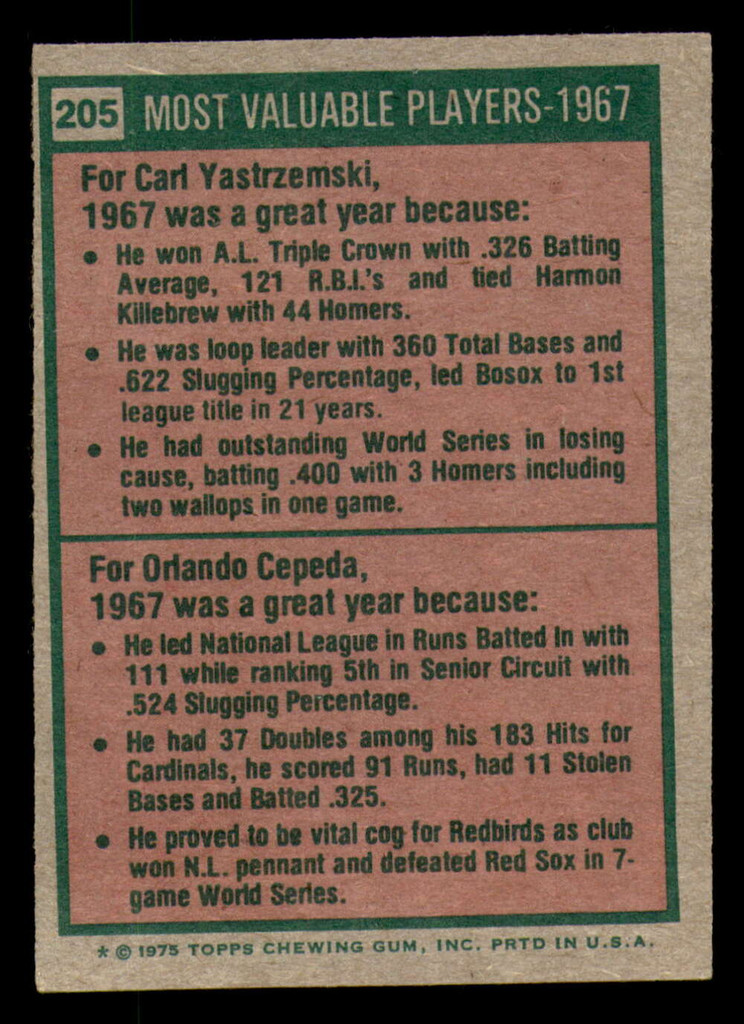 205 MOST VALUABLE PLAYERS-1967
For Carl Yastrzemski,
1967 was a great year because:
• He won A.L. Triple Crown with .326 Batting
Average, 121 R.B.I.'s and tied Harmon
Killebrew with 44 Homers.
• He was loop leader with 360 Total Bases and
.622 Slugging Percentage, led Bosox to 1st
league title in 21 years.
• He had outstanding World Series in losing
cause, batting .400 with 3 Homers including
two wallops in one game.
For Orlando Cepeda,
1967 was a great year because:
• He led National League in Runs Batted In with
111 while ranking 5th in Senior Circuit with
.524 Slugging Percentage.
• He had 37 Doubles among his 183 Hits for
Cardinals, he scored 91 Runs, had 11 Stolen
Bases and Batted .325.
• He proved to be vital cog for Redbirds as club
won N.L. pennant and defeated Red Sox in 7-
game World Series.
* © 1975 TOPPS CHEWING GUM, INC. PRTD IN U.S.A.